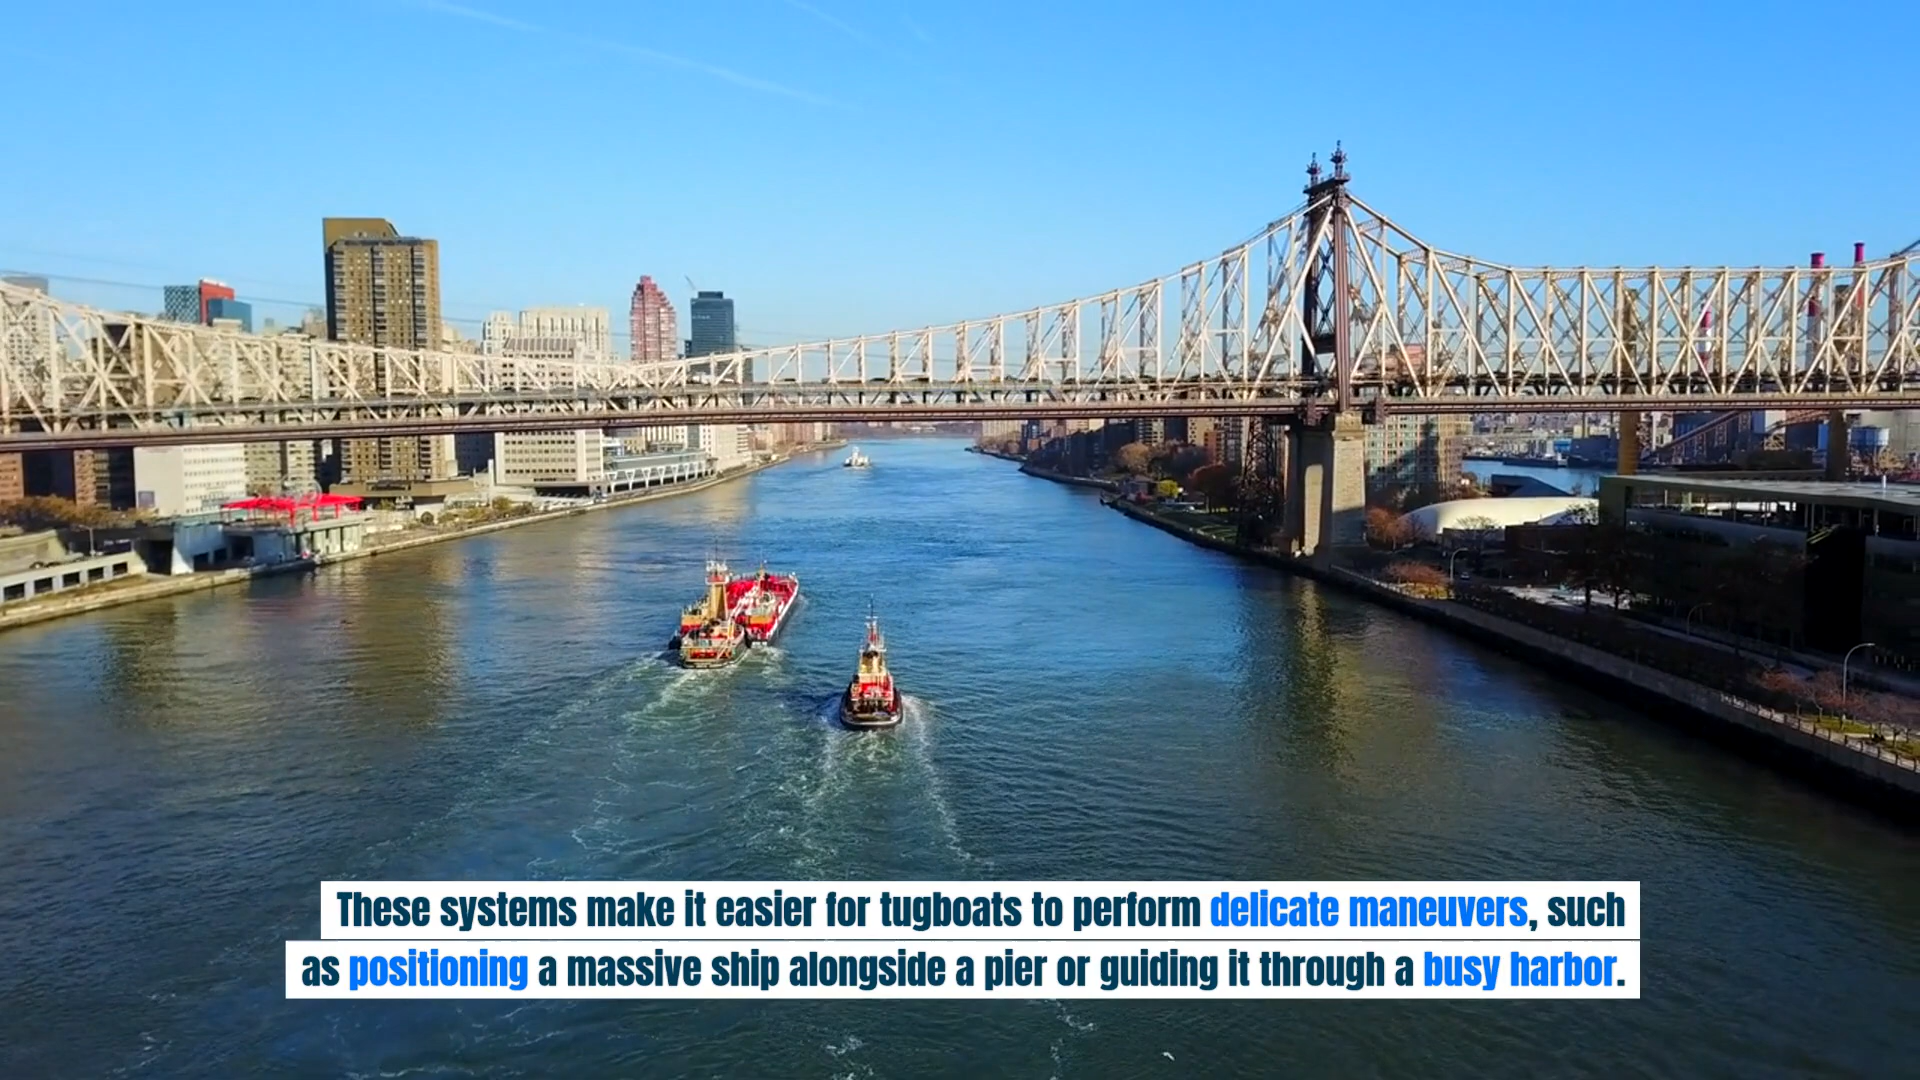 These systems make it easier for tugboats to perform delicate maneuvers, such
as positioning a massive ship alongside a pier or guiding it through a busy harbor.